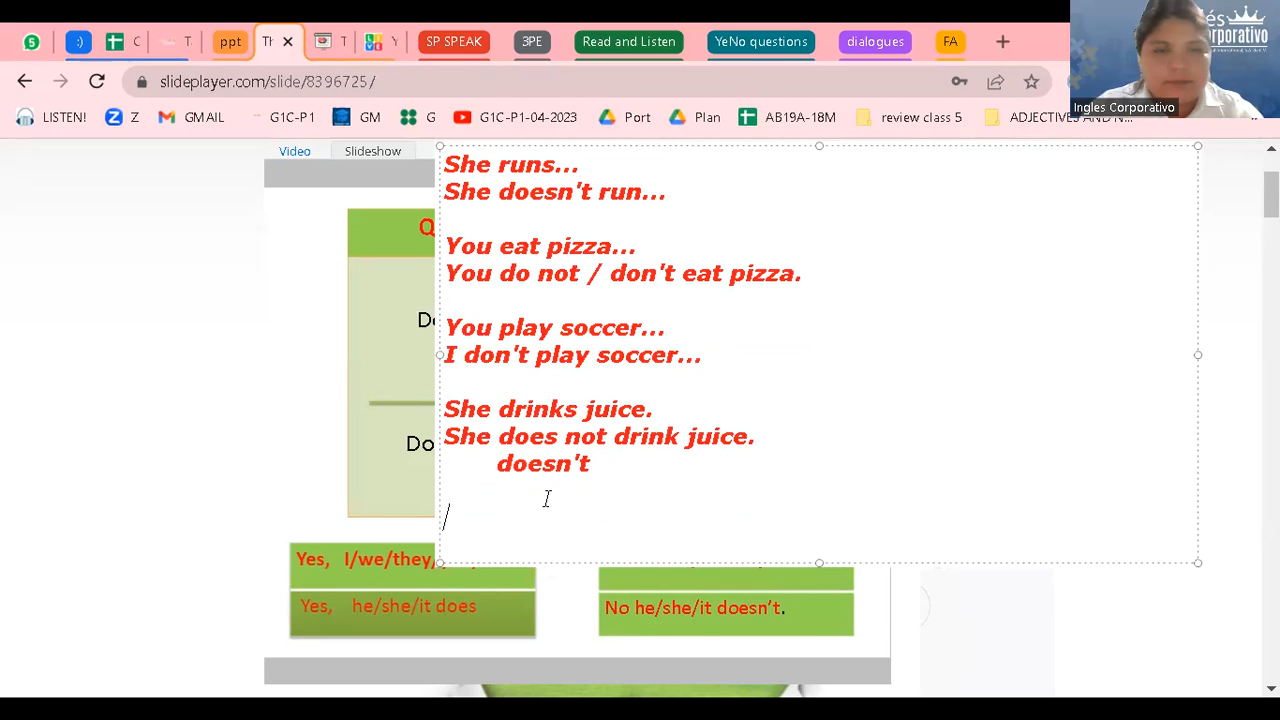 :)
ppt
SP SPEAK
3PE
Read and Listen
YeNo questions
dialogues
FA
slideplayer.com/slide/8396725/
LISTEN!
Z
GMAIL
G1C-P1
GM
G
G1C-P1-04-2023
Port
Plan
AB19A-18M
review class 5
ADJECTIVES AND N...
Corporativo
Ingles Corporativo
Video
Slideshow
She runs...
She doesn't run...
You eat pizza...
You do not / don't eat pizza.
You play soccer...
I don't play soccer...
She drinks juice.
She does not drink juice.
doesn't
Yes, I/we/they/
Yes, he/she/it does
No he/she/it doesn't.